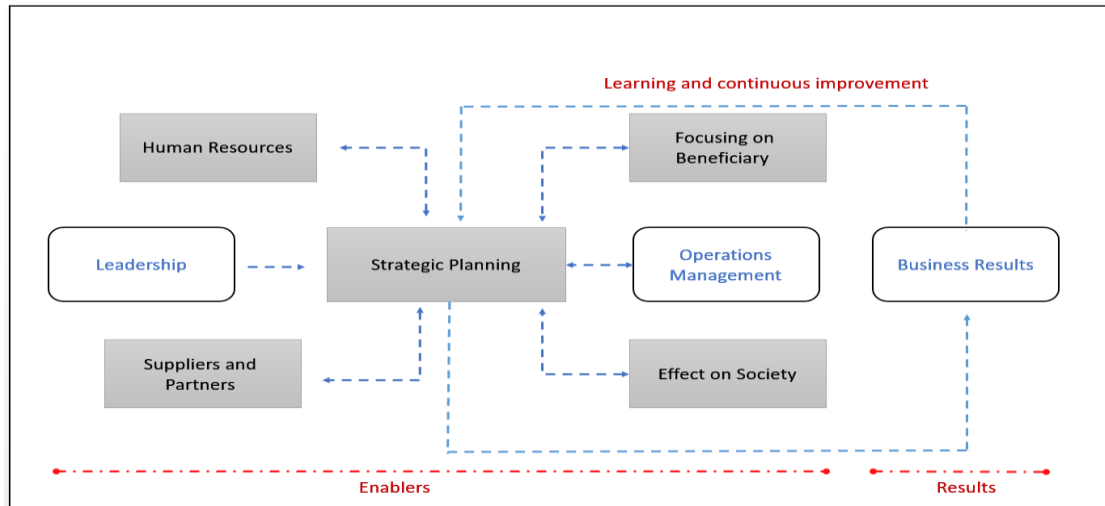 Learning and continuous improvement
Human Resources
Focusing on
Beneficiary
Leadership
Strategic Planning
Operations
Management
Business Results
Suppliers and
Partners
Effect on Society
Enablers
Results